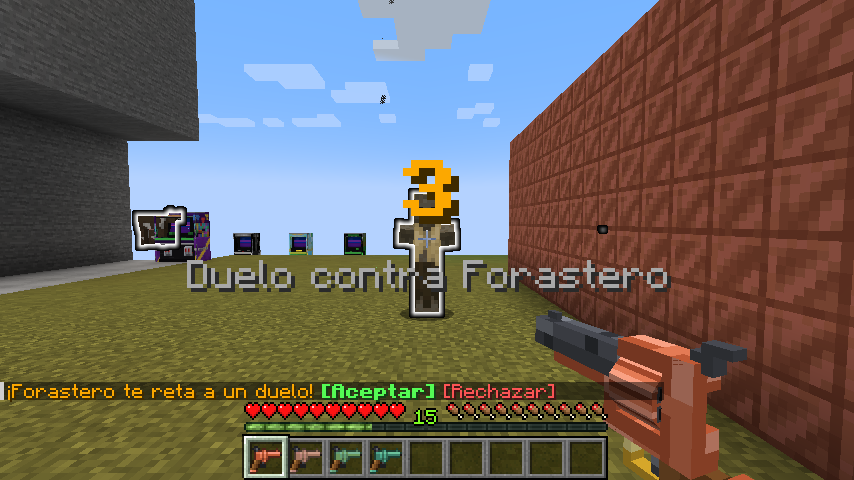 3
Duelo contra Forastero
¡Forastero te reta a un duelo! [Aceptar] [Rechazar]
15